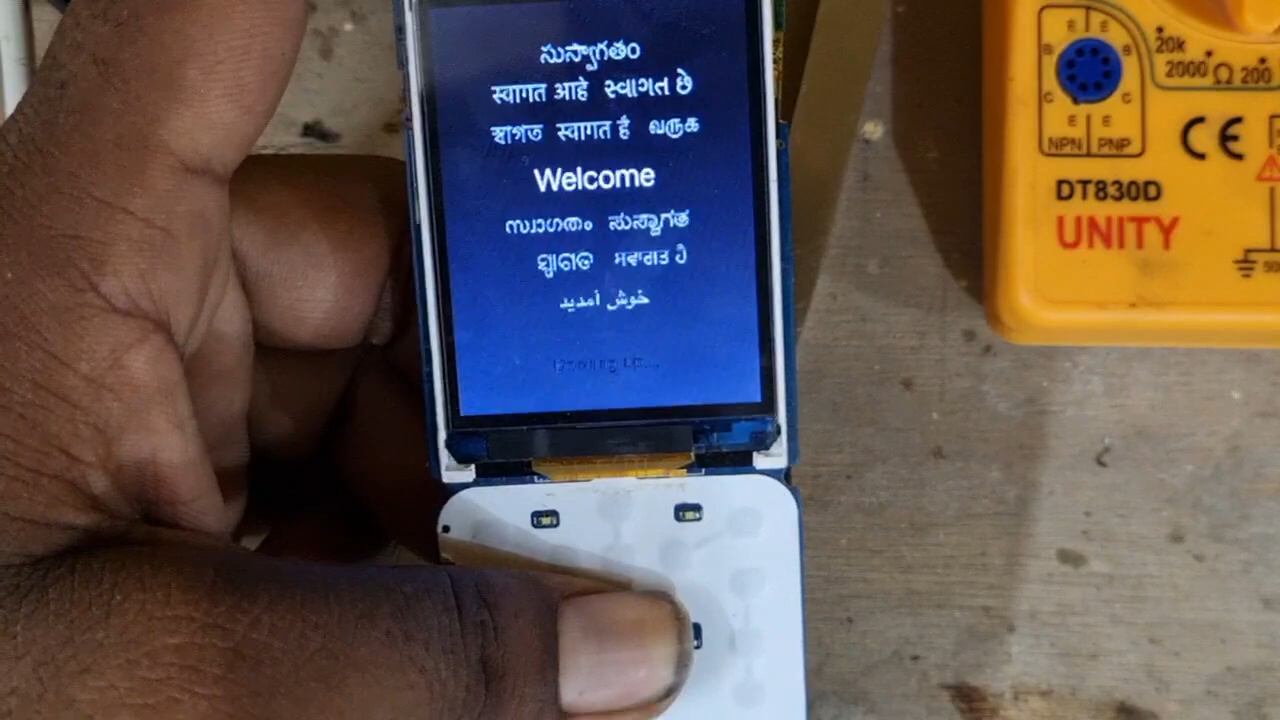 సుస్వాగతం
स्वागत आहे સ્વાગત છે
স্বাগত स्वागत है வருக
Welcome
സ്വാഗതം ಸುಸ್ವಾಗತ
ସ୍ୱାଗତ ਸਵਾਗਤ ਹੈ
خوش آمدید
E E
B B
C C
E E
NPN PNP
20k
2000 Ω 200
CE
DT830D
UNITY